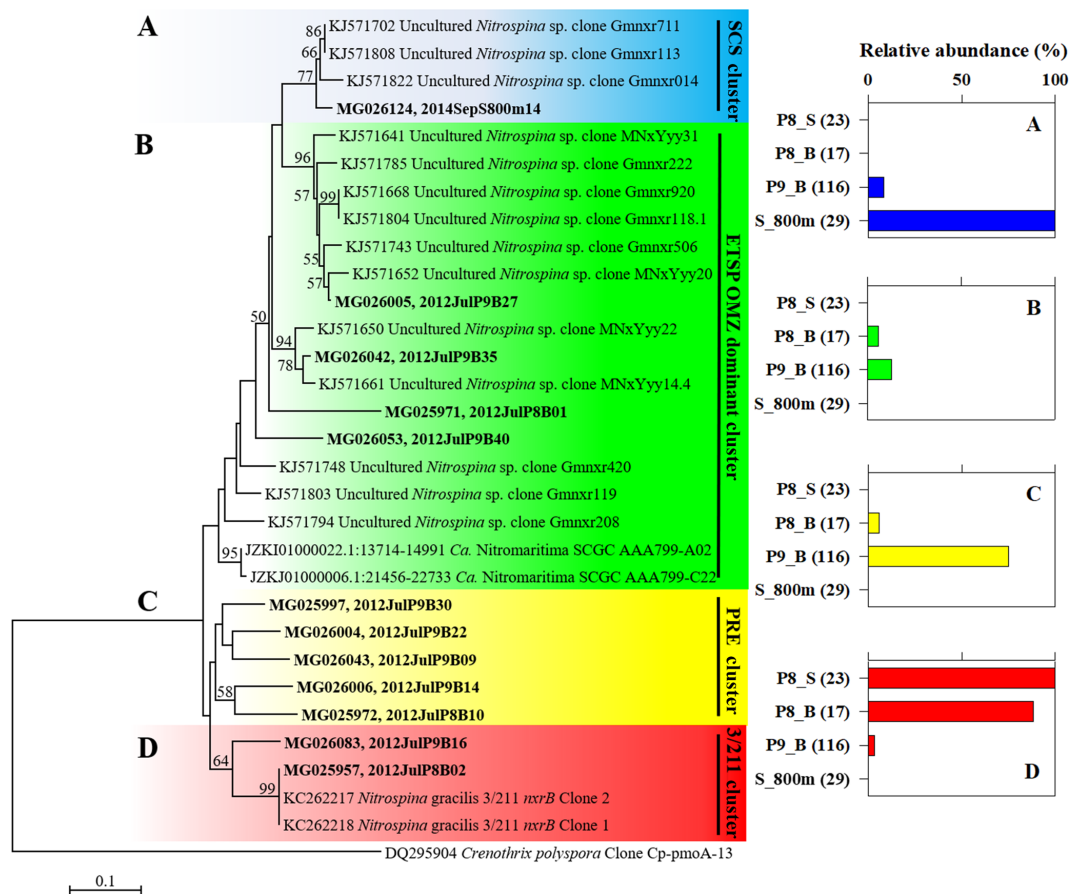 A
86
KJ571702 Uncultured Nitrospina sp. clone Gmnxr711
66
KJ571808 Uncultured Nitrospina sp. clone Gmnxr113
77
KJ571822 Uncultured Nitrospina sp. clone Gmnxr014
MG026124, 2014SepS800m14
SCS cluster
B
KJ571641 Uncultured Nitrospina sp. clone MNxYyy31
96
KJ571785 Uncultured Nitrospina sp. clone Gmnxr222
57
99
KJ571668 Uncultured Nitrospina sp. clone Gmnxr920
KJ571804 Uncultured Nitrospina sp. clone Gmnxr118.1
KJ571743 Uncultured Nitrospina sp. clone Gmnxr506
55
KJ571652 Uncultured Nitrospina sp. clone MNxYyy20
57
MG026005, 2012JulP9B27
50
KJ571650 Uncultured Nitrospina sp. clone MNxYyy22
94
MG026042, 2012JulP9B35
78
KJ571661 Uncultured Nitrospina sp. clone MNxYyy14.4
MG025971, 2012JulP8B01
MG026053, 2012JulP9B40
KJ571748 Uncultured Nitrospina sp. clone Gmnxr420
KJ571803 Uncultured Nitrospina sp. clone Gmnxr119
KJ571794 Uncultured Nitrospina sp. clone Gmnxr208
95
JZKI01000022.1:13714-14991 Ca. Nitromaritima SCGC AAA799-A02
JZKJ01000006.1:21456-22733 Ca. Nitromaritima SCGC AAA799-C22
ETSP OMZ dominant cluster
C
MG025997, 2012JulP9B30
MG026004, 2012JulP9B22
MG026043, 2012JulP9B09
58
MG026006, 2012JulP9B14
MG025972, 2012JulP8B10
PRE cluster
D
MG026083, 2012JulP9B16
64
MG025957, 2012JulP8B02
99
KC262217 Nitrospina gracilis 3/211 nxrB Clone 2
KC262218 Nitrospina gracilis 3/211 nxrB Clone 1
3/211 cluster
DQ295904 Crenothrix polyspora Clone Cp-pmoA-13
0.1
Relative abundance (%)
0 50 100
P8_S (23)
A
P8_B (17)
P9_B (116)
S_800m (29)
P8_S (23)
B
P8_B (17)
P9_B (116)
S_800m (29)
P8_S (23)
C
P8_B (17)
P9_B (116)
S_800m (29)
P8_S (23)
P8_B (17)
P9_B (116)
D
S_800m (29)